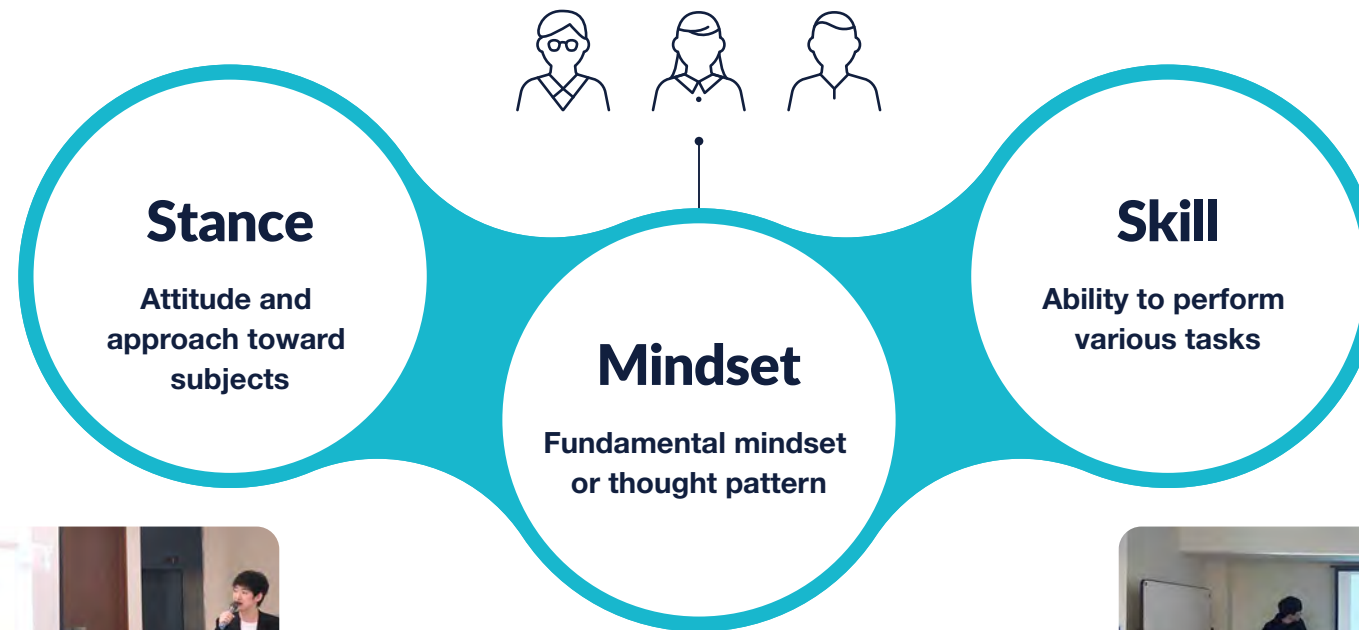 Stance
Attitude and
approach toward
subjects
Mindset
Fundamental mindset
or thought pattern
Skill
Ability to perform
various tasks